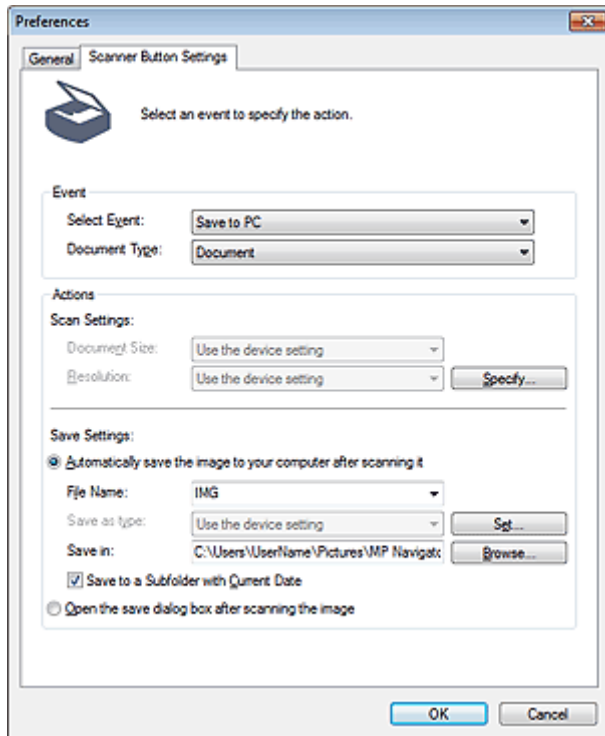 Preferences
General Scanner Button Settings
Select an event to specify the action.
Event
Select Event: Save to PC
Document Type: Document
Actions
Scan Settings:
Document Size: Use the device setting
Resolution: Use the device setting Specify...
Save Settings:
Automatically save the image to your computer after scanning it
File Name: IMG
Save as type: Use the device setting Set...
Save in: C:\Users\UserName\Pictures\MP Navigato Browse...
Save to a Subfolder with Current Date
Open the save dialog box after scanning the image
OK Cancel